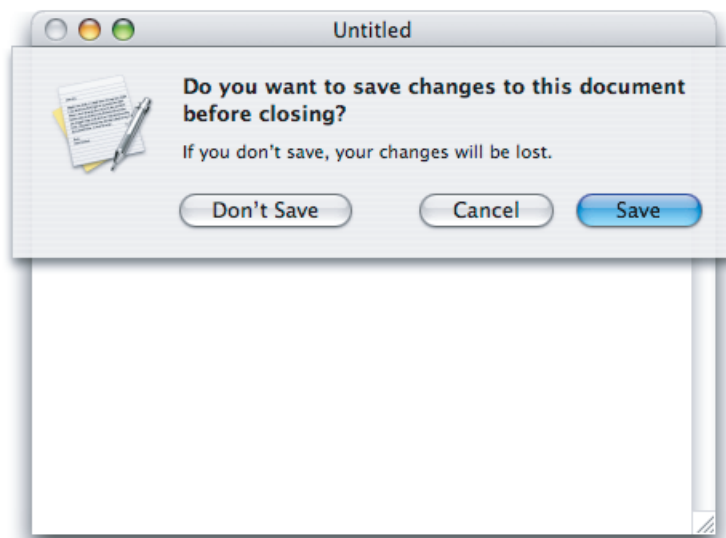 Untitled
Do you want to save changes to this document
before closing?
If you don't save, your changes will be lost.
Don't Save
Cancel
Save